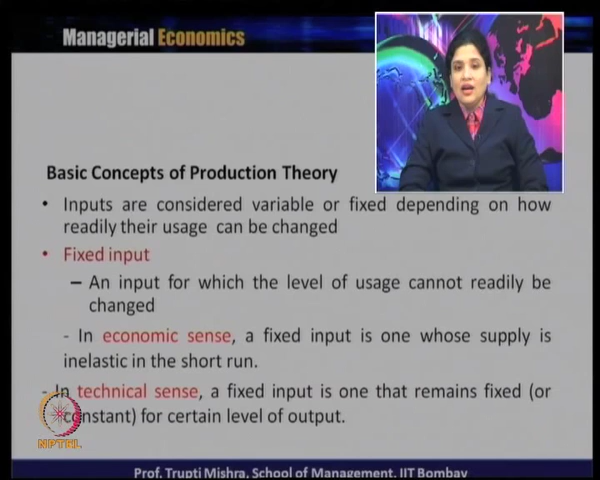 Managerial Economics
Basic Concepts of Production Theory
• Inputs are considered variable or fixed depending on how
readily their usage can be changed
• Fixed input
– An input for which the level of usage cannot readily be
changed
- In economic sense, a fixed input is one whose supply is
inelastic in the short run.
- In technical sense, a fixed input is one that remains fixed (or
constant) for certain level of output.
NPTEL
Prof. Trupti Mishra, School of Management, IIT Bombay